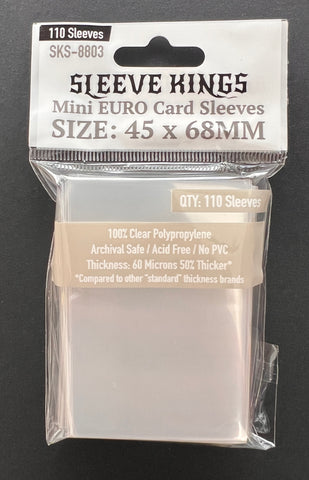 110 Sleeves
SKS-8803
SLEEVE KINGS
Mini EURO Card Sleeves
SIZE: 45 x 68MM
QTY: 110 Sleeves
100% Clear Polypropylene
Archival Safe / Acid Free / No PVC
Thickness: 60 Microns 50% Thicker*
*Compared to other "standard" thickness brands